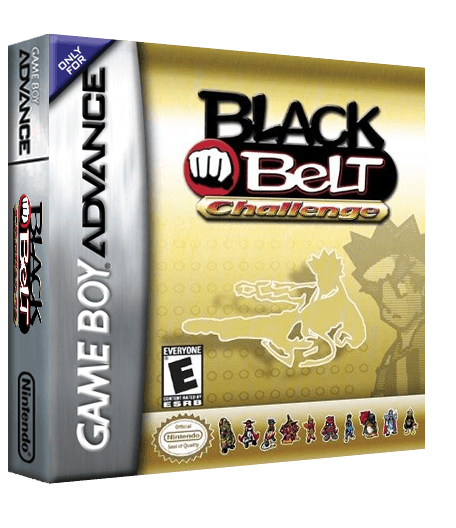 GAME BOY
ADVANCE
BLACK
BELT
Nintendo
ONLY
FOR
GAME BOY ADVANCE
BLACK
BeLT
Challenge
EVERYONE
E
CONTENT RATED BY
ESRB
Official
Nintendo
Seal of Quality